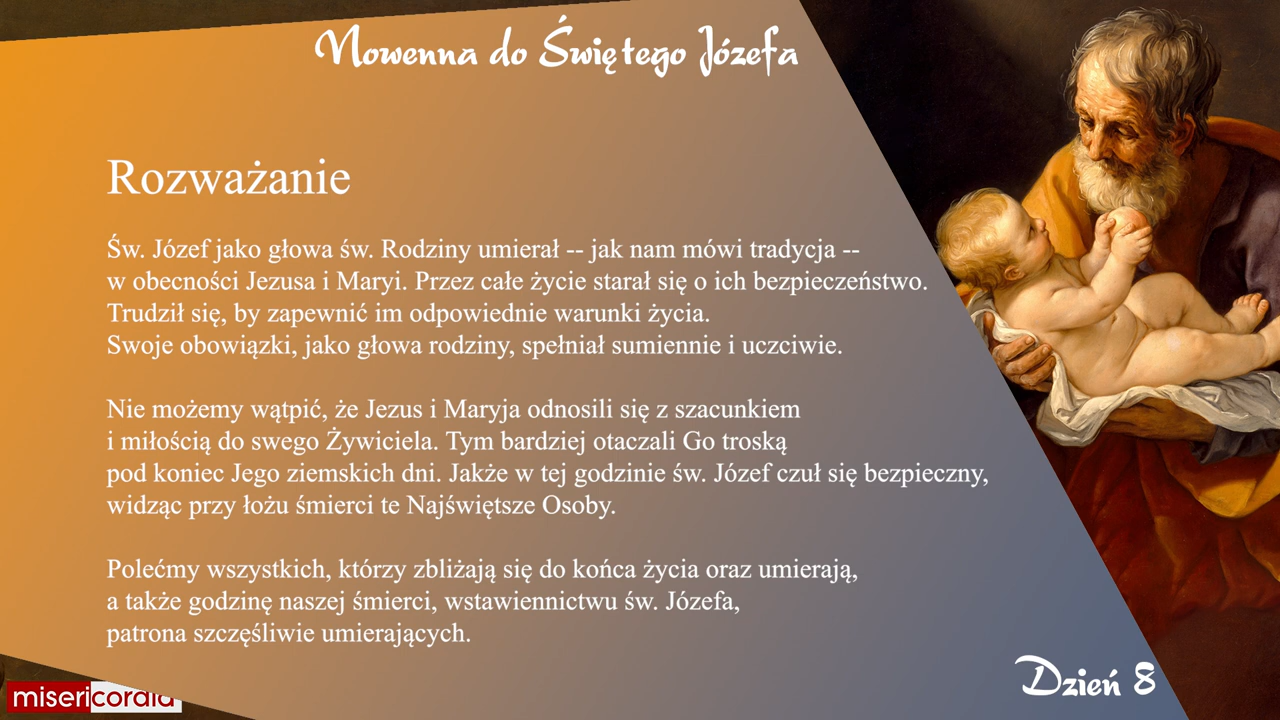 Nowenna do Świętego Józefa
Rozważanie
Św. Józef jako głowa św. Rodziny umierał -- jak nam mówi tradycja --
w obecności Jezusa i Maryi. Przez całe życie starał się o ich bezpieczeństwo.
Trudził się, by zapewnić im odpowiednie warunki życia.
Swoje obowiązki, jako głowa rodziny, spełniał sumiennie i uczciwie.
Nie możemy wątpić, że Jezus i Maryja odnosili się z szacunkiem
i miłością do swego Żywiciela. Tym bardziej otaczali Go troską
pod koniec Jego ziemskich dni. Jakże w tej godzinie św. Józef czuł się bezpieczny,
widząc przy łożu śmierci te Najświętsze Osoby.
Polećmy wszystkich, którzy zbliżają się do końca życia oraz umierają,
a także godzinę naszej śmierci, wstawiennictwu św. Józefa,
patrona szczęśliwie umierających.
Dzień 8
misericordia